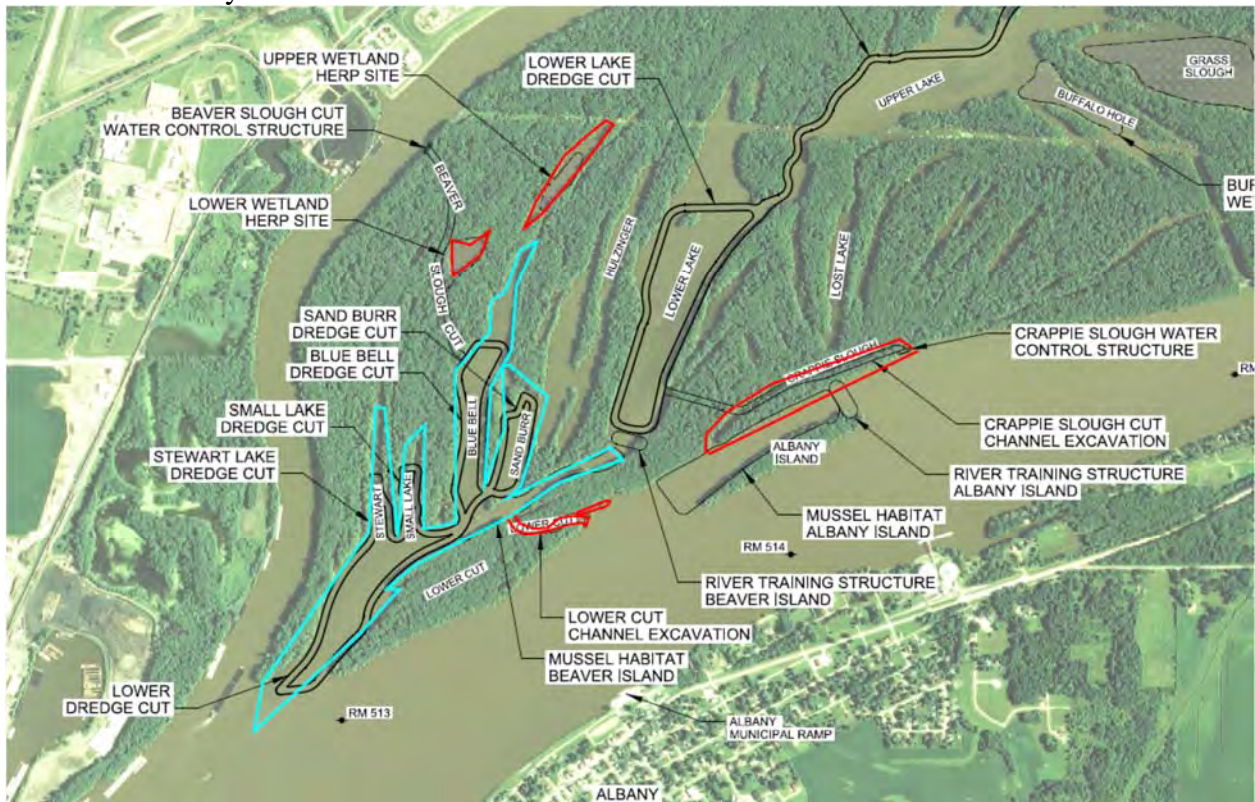 UPPER WETLAND
HERP SITE
LOWER LAKE
DREDGE CUT
GRASS
SLOUGH
UPPER LAKE
BUFFALO HOLE
BEAVER SLOUGH CUT
WATER CONTROL STRUCTURE
BEAVER
SLOUGH
CUT
LOWER WETLAND
HERP SITE
HULZINGER
LOWER LAKE
LOST LAKE
SAND BURR
DREDGE CUT
BLUE BELL
DREDGE CUT
CRAPPIE SLOUGH
CRAPPIE SLOUGH WATER
CONTROL STRUCTURE
SMALL LAKE
DREDGE CUT
BLUE BELL
SAND BURR
CRAPPIE SLOUGH CUT
CHANNEL EXCAVATION
STEWART LAKE
DREDGE CUT
STEWART
SMALL LAKE
ALBANY
ISLAND
RIVER TRAINING STRUCTURE
ALBANY ISLAND
LOWER CUT
MUSSEL HABITAT
ALBANY ISLAND
RM 514
LOWER CUT
RIVER TRAINING STRUCTURE
BEAVER ISLAND
LOWER CUT
CHANNEL EXCAVATION
MUSSEL HABITAT
BEAVER ISLAND
LOWER
DREDGE CUT
RM 513
ALBANY
MUNICIPAL RAMP
ALBANY